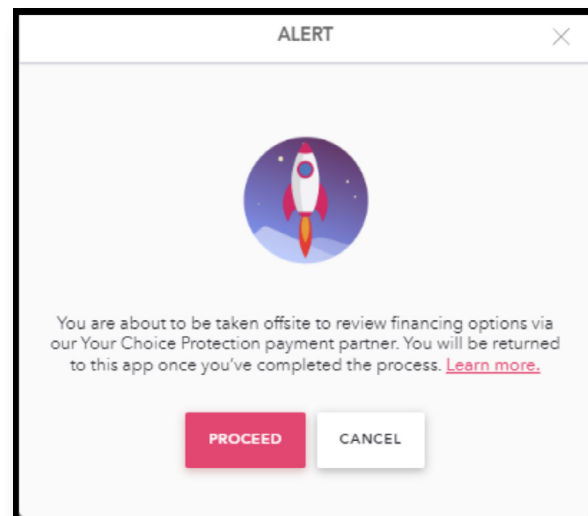 ALERT
You are about to be taken offsite to review financing options via
our Your Choice Protection payment partner. You will be returned
to this app once you've completed the process. Learn more.
PROCEED
CANCEL